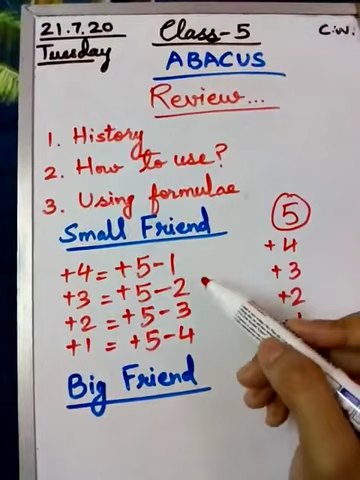 21.7.20
Tuesday
Class-5
C.W.
ABACUS
Review...
1. History
2. How to use?
3. Using formulae
Small Friend
+4 = +5-1
+3 = +5-2
+2 = +5-3
+1 = +5-4
5
+4
+3
+2
Big Friend